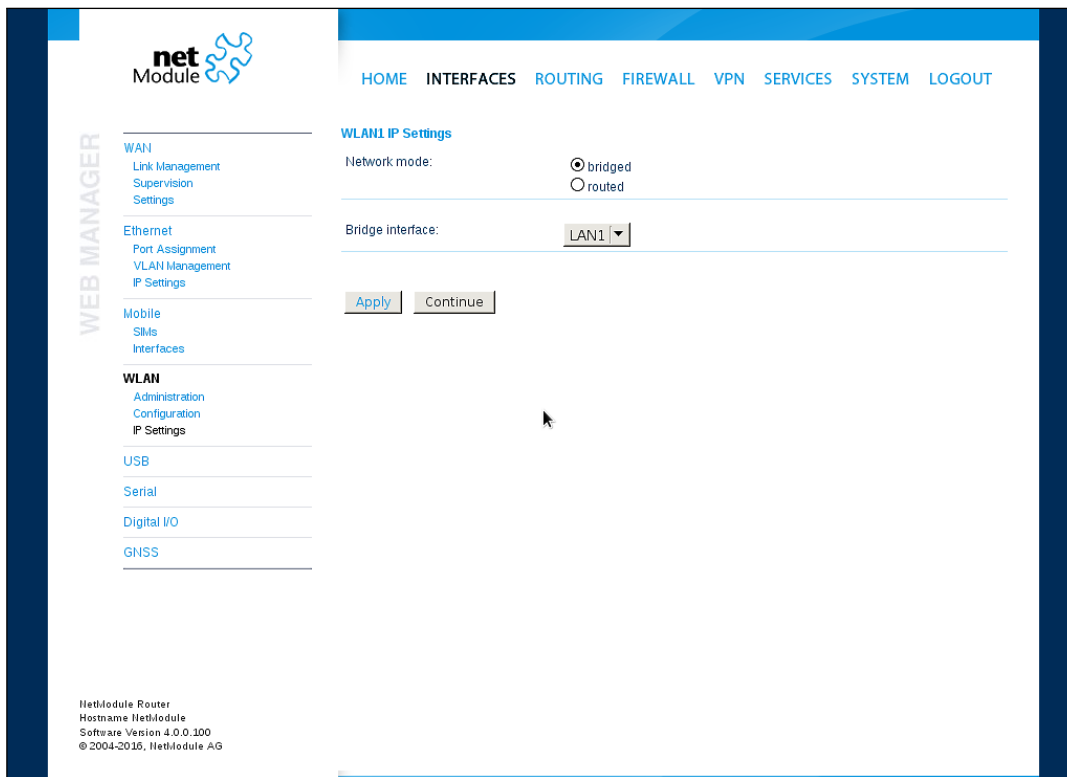 net
Module
HOME INTERFACES ROUTING FIREWALL VPN SERVICES SYSTEM LOGOUT
WEB MANAGER
WAN
Link Management
Supervision
Settings
Ethernet
Port Assignment
VLAN Management
IP Settings
Mobile
SIMs
Interfaces
WLAN
Administration
Configuration
IP Settings
USB
Serial
Digital I/O
GNSS
WLAN1 IP Settings
Network mode:
bridged
routed
Bridge interface:
LAN1
Apply Continue
NetModule Router
Hostname NetModule
Software Version 4.0.0.100
© 2004-2016, NetModule AG